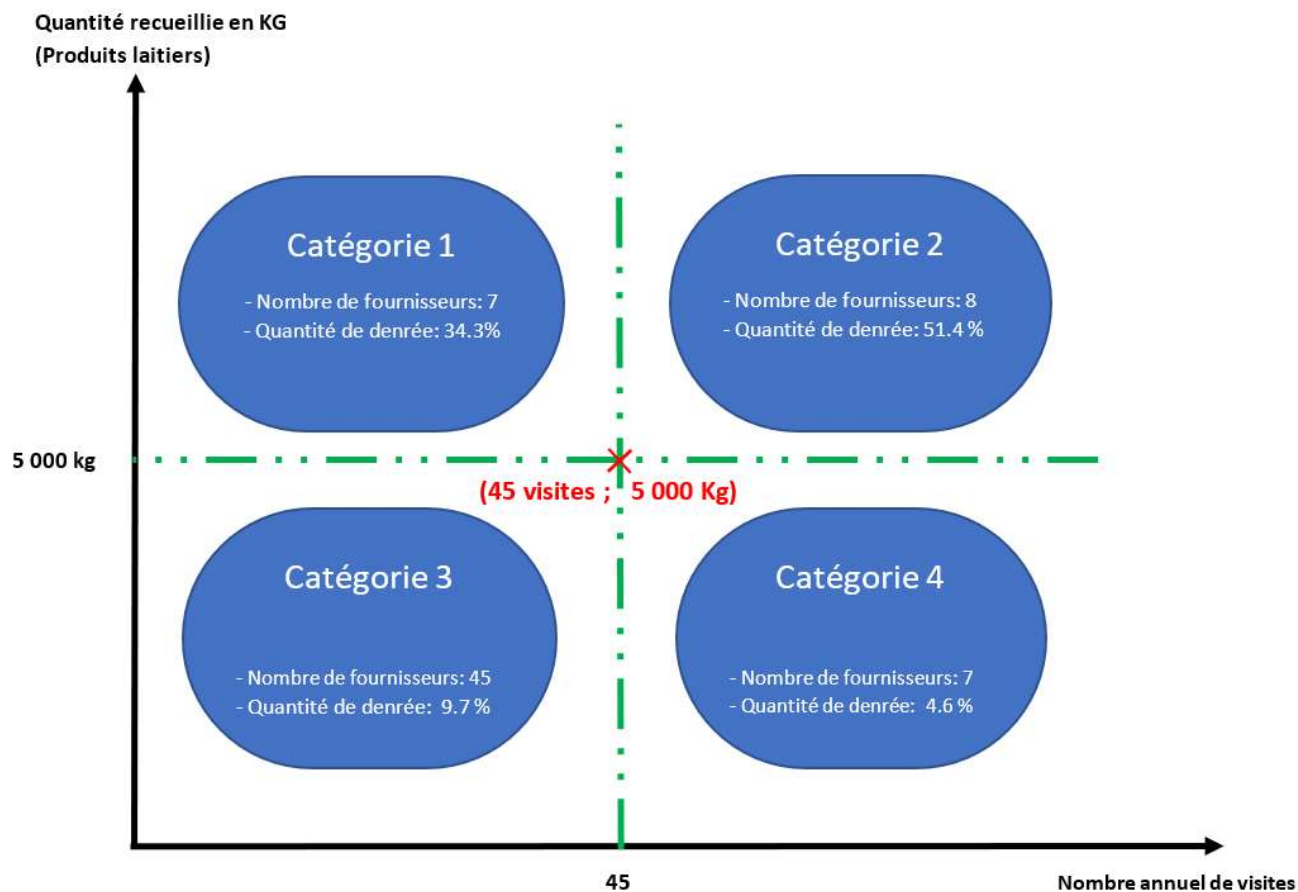 Quantité recueillie en KG
(Produits laitiers)
Catégorie 1
- Nombre de fournisseurs: 7
- Quantité de denrée: 34.3%
Catégorie 2
- Nombre de fournisseurs: 8
- Quantité de denrée: 51.4 %
5 000 kg
(45 visites ; 5 000 Kg)
Catégorie 3
- Nombre de fournisseurs: 45
- Quantité de denrée: 9.7 %
Catégorie 4
- Nombre de fournisseurs: 7
- Quantité de denrée: 4.6 %
45
Nombre annuel de visites